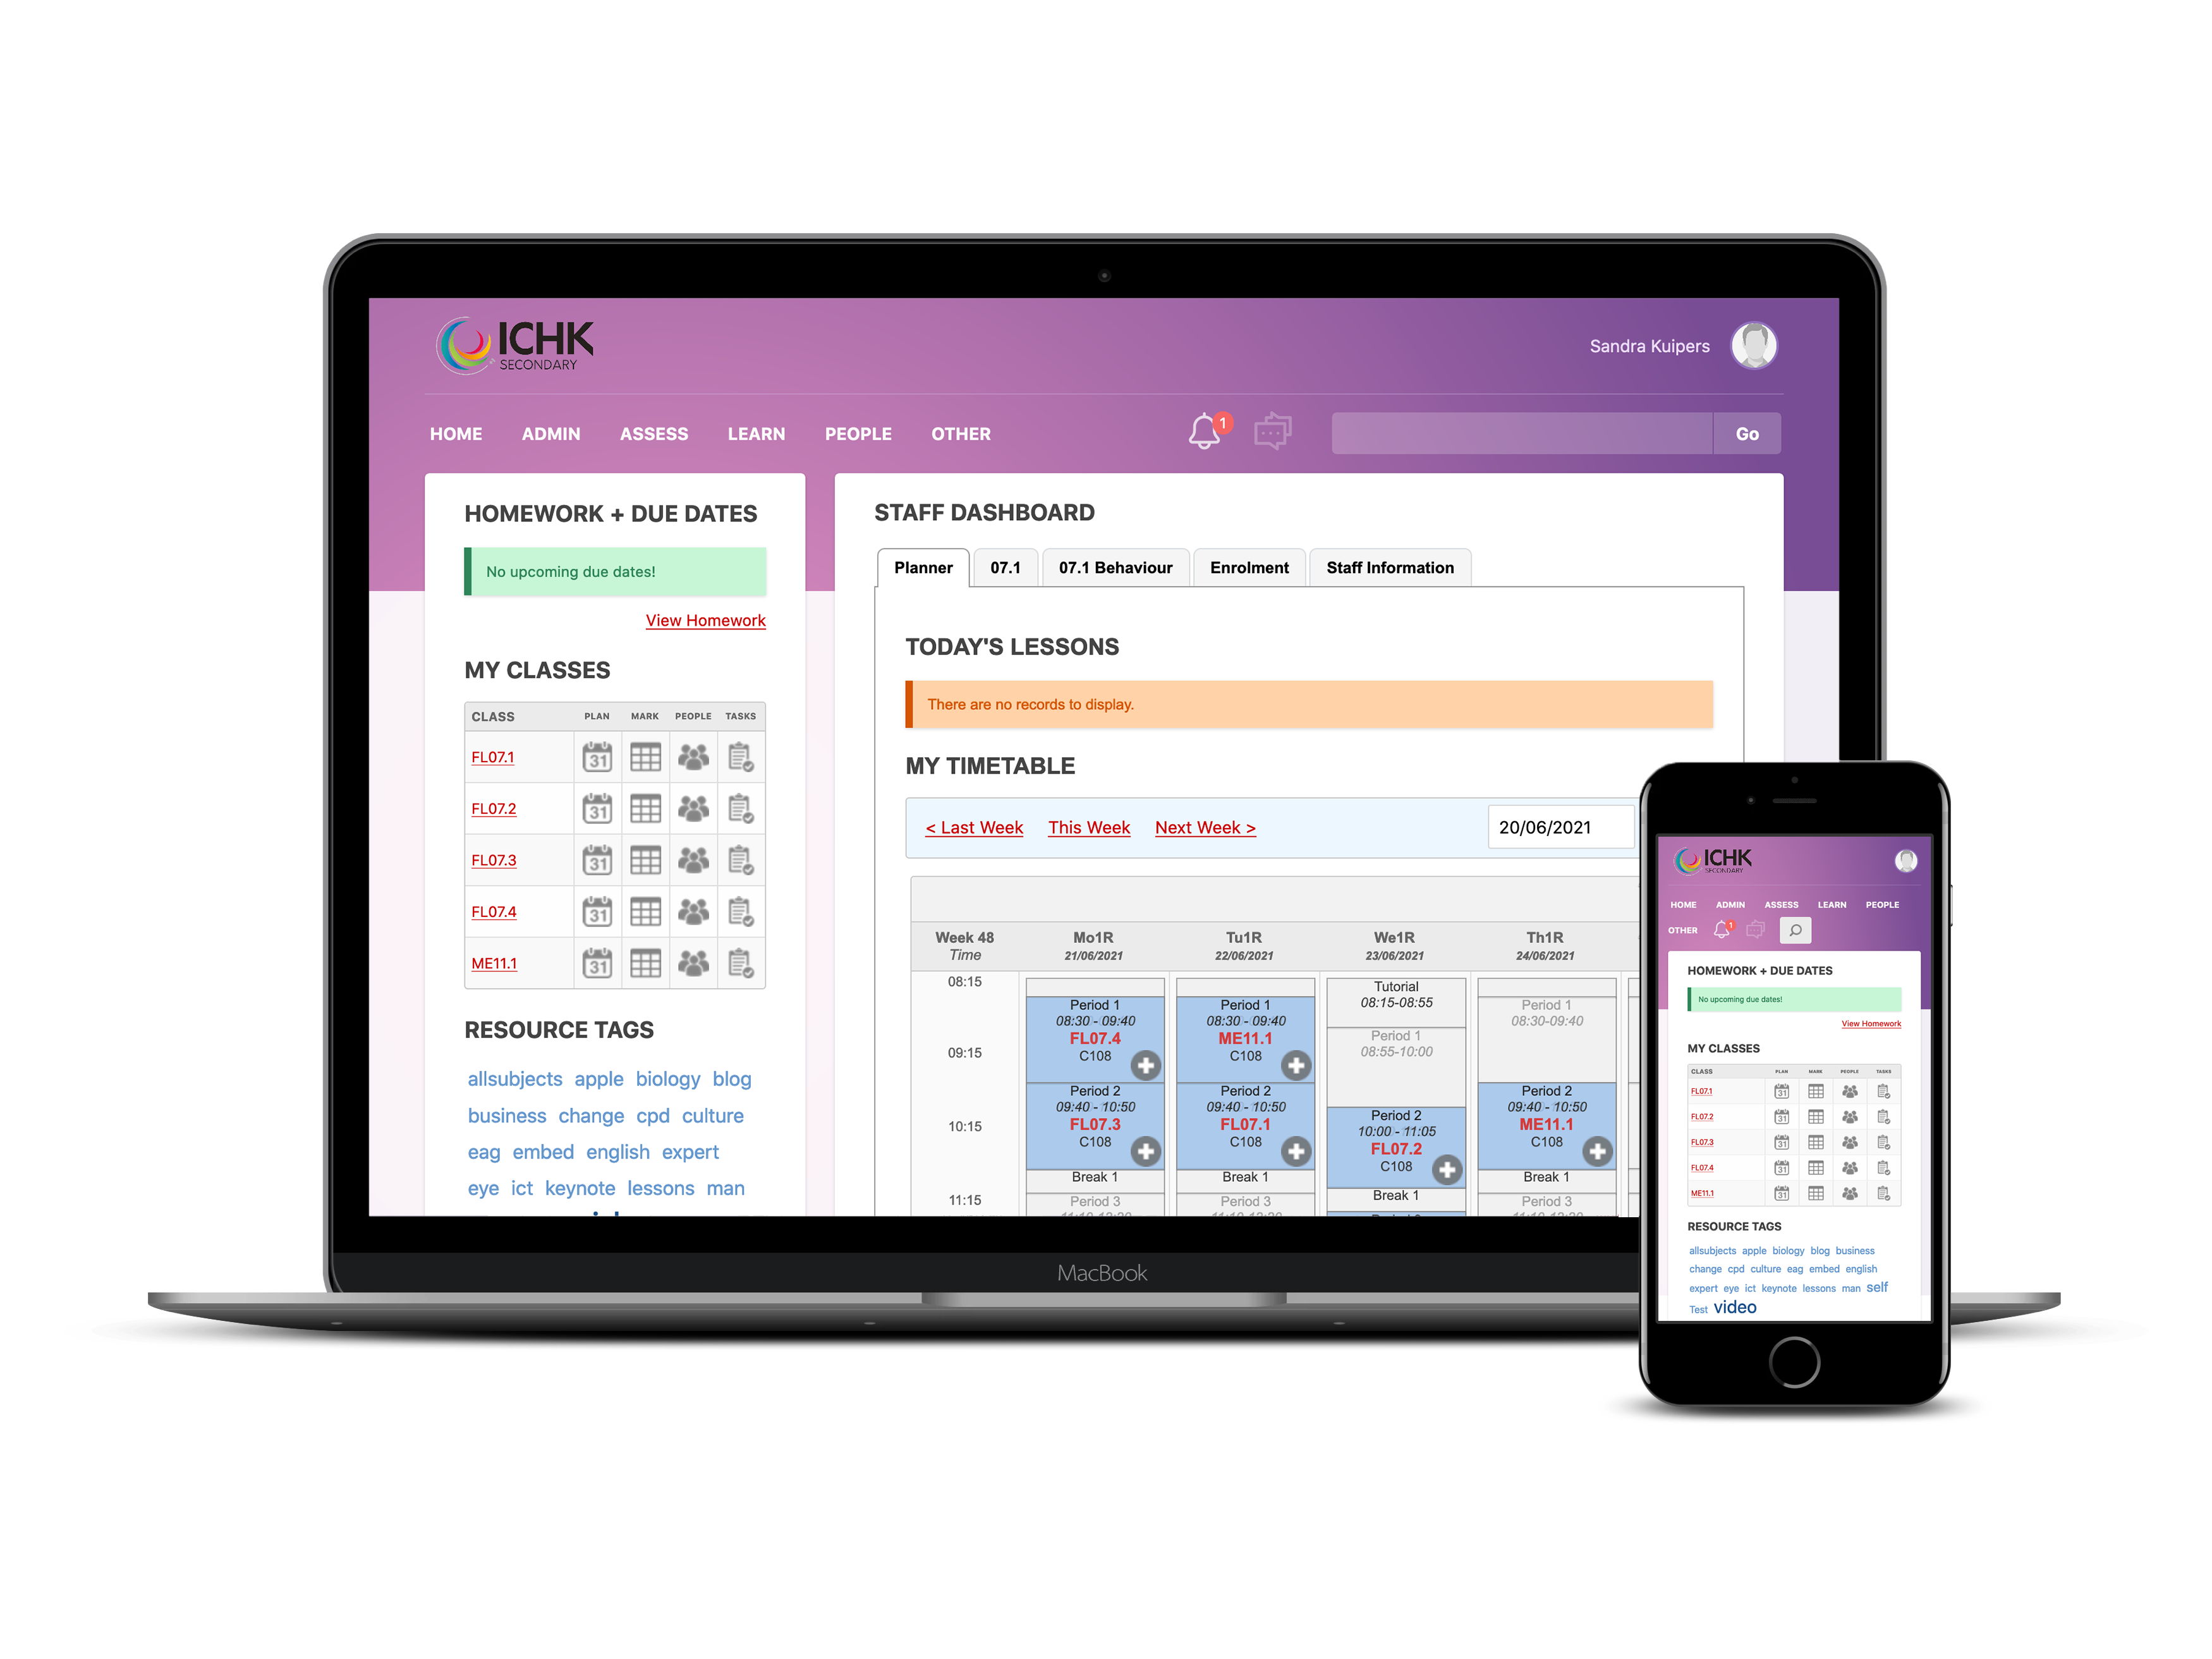 ICHK
SECONDARY
Sandra Kuipers
HOME ADMIN ASSESS LEARN PEOPLE OTHER
1
Go
HOMEWORK + DUE DATES
No upcoming due dates!
View Homework
MY CLASSES
CLASS PLAN MARK PEOPLE TASKS
FL07.1 31
FL07.2 31
FL07.3 31
FL07.4 31
ME11.1 31
RESOURCE TAGS
allsubjects apple biology blog
business change cpd culture
eag embed english expert
eye ict keynote lessons man
STAFF DASHBOARD
Planner 07.1 07.1 Behaviour Enrolment Staff Information
TODAY'S LESSONS
There are no records to display.
MY TIMETABLE
< Last Week This Week Next Week > 20/06/2021
Week 48 Mo1R Tu1R We1R Th1R
Time 21/06/2021 22/06/2021 23/06/2021 24/06/2021
08:15
09:15
10:15
11:15
Period 1
08:30 - 09:40
FL07.4
C108
Period 2
09:40 - 10:50
FL07.3
C108
Break 1
Period 3
Period 1
08:30 - 09:40
ME11.1
C108
Period 2
09:40 - 10:50
FL07.1
C108
Break 1
Period 3
Tutorial
08:15-08:55
Period 1
08:55-10:00
Period 2
10:00 - 11:05
FL07.2
C108
Break 1
Period 1
08:30-09:40
Period 2
09:40 - 10:50
ME11.1
C108
Break 1
Period 3
MacBook
ICHK
SECONDARY
HOME ADMIN ASSESS LEARN PEOPLE
OTHER 1
HOMEWORK + DUE DATES
No upcoming due dates!
View Homework
MY CLASSES
CLASS PLAN MARK PEOPLE TASKS
FL07.1 31
FL07.2 31
FL07.3 31
FL07.4 31
ME11.1 31
RESOURCE TAGS
allsubjects apple biology blog business
change cpd culture eag embed english
expert eye ict keynote lessons man self
Test video